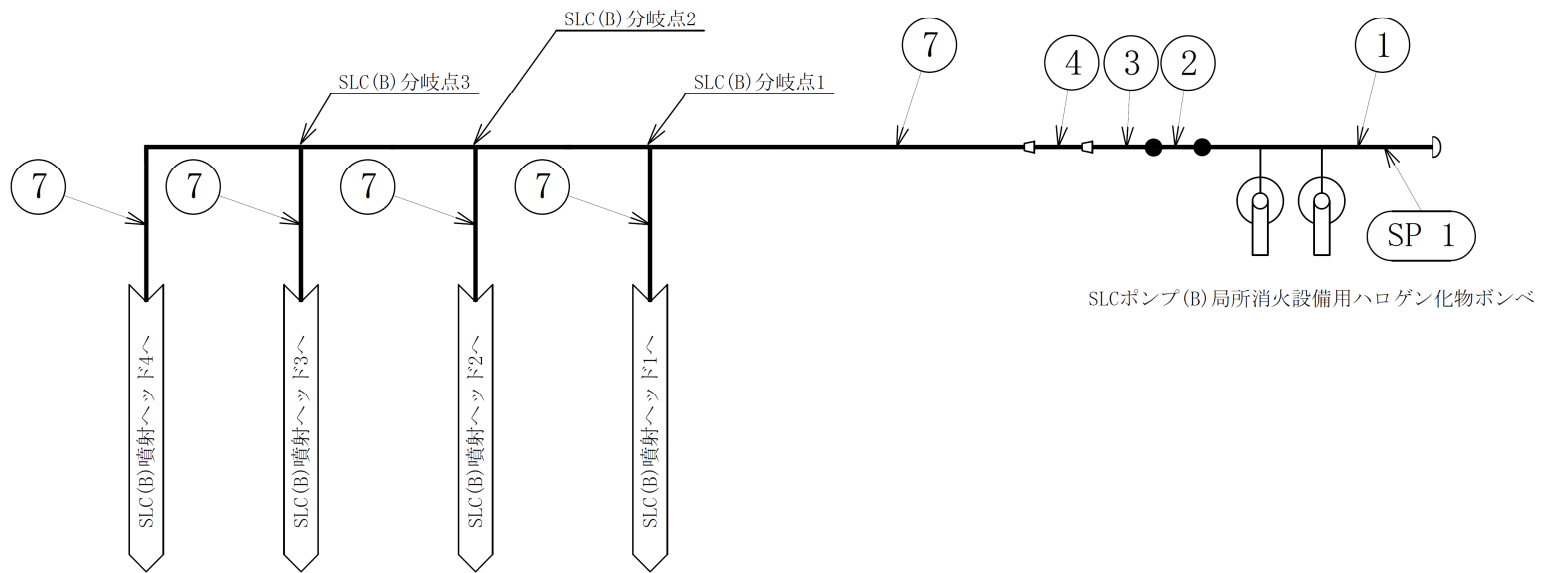 SLC(B)分岐点2
SLC(B)分岐点3
SLC(B)分岐点1
7
4
3
2
1
7
7
7
7
SP 1
SLCポンプ(B)局所消火設備用ハロゲン化物ボンベ
SLC(B)噴射ヘッド4へ
SLC(B)噴射ヘッド3へ
SLC(B)噴射ヘッド2へ
SLC(B)噴射ヘッド1へ